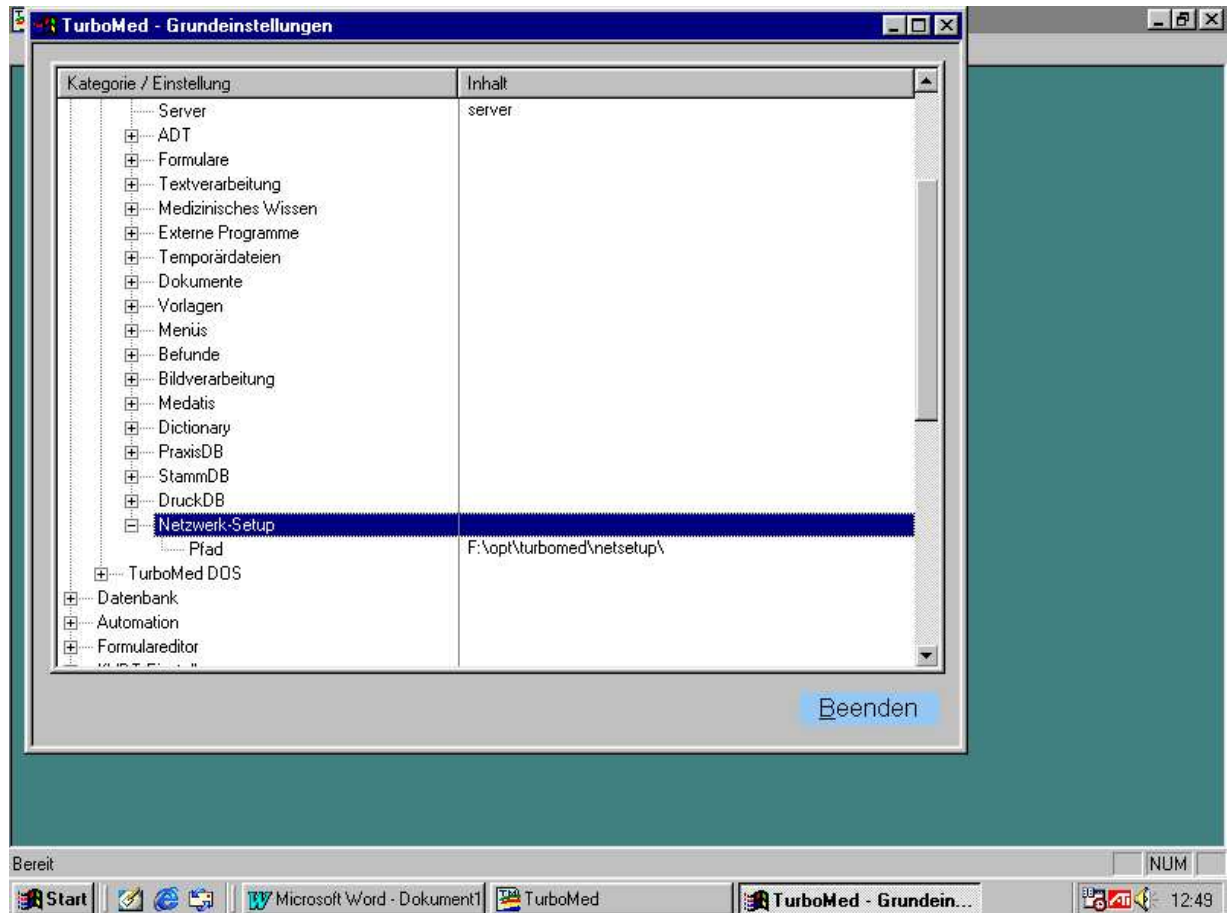 TurboMed - Grundeinstellungen
Kategorie / Einstellung Inhalt
Server server
ADT
Formulare
Textverarbeitung
Medizinisches Wissen
Externe Programme
Temporärdateien
Dokumente
Vorlagen
Menüs
Befunde
Bildverarbeitung
Medatis
Dictionary
PraxisDB
StammDB
DruckDB
Netzwerk-Setup
Pfad F:\opt\turbomed\netsetup\
TurboMed DOS
Datenbank
Automation
Formulareditor
Beenden
Bereit NUM
Start Microsoft Word - Dokument1 TurboMed TurboMed - Grundein... 12:49